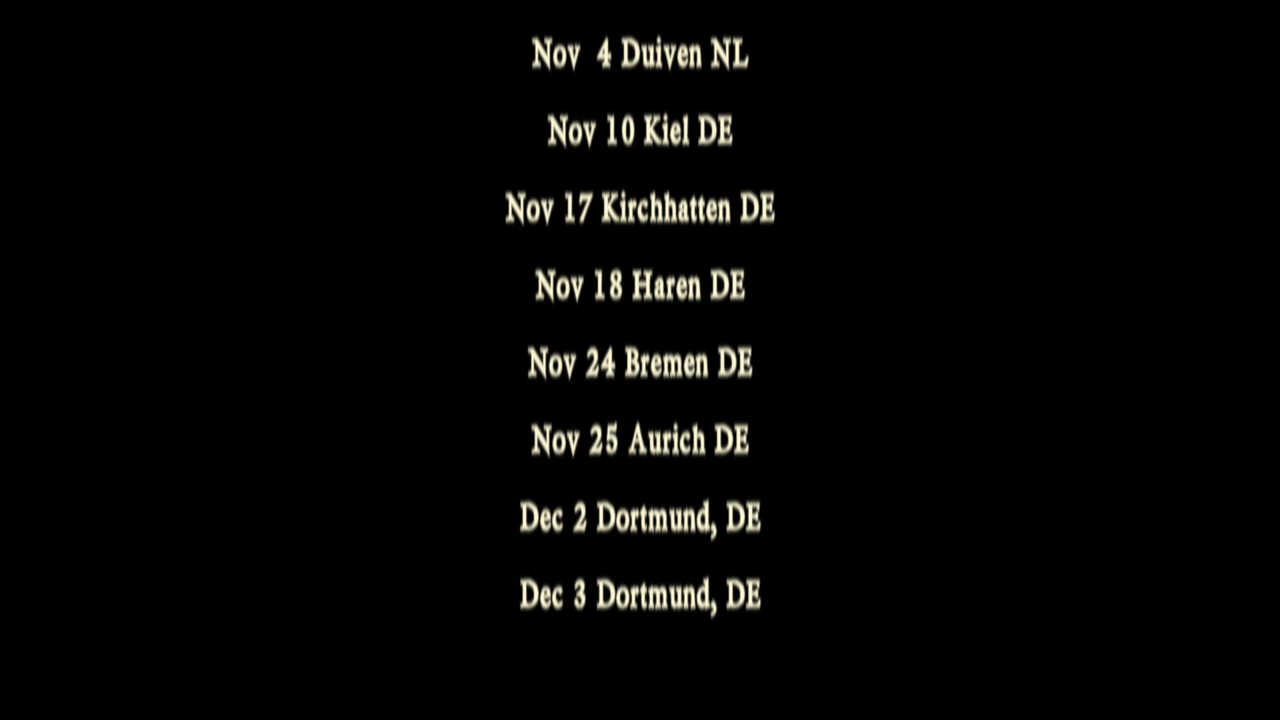 Nov  4 Duiven NL
Nov 10 Kiel DE
Nov 17 Kirchhatten DE
Nov 18 Haren DE
Nov 24 Bremen DE
Nov 25 Aurich DE
Dec 2 Dortmund, DE
Dec 3 Dortmund, DE